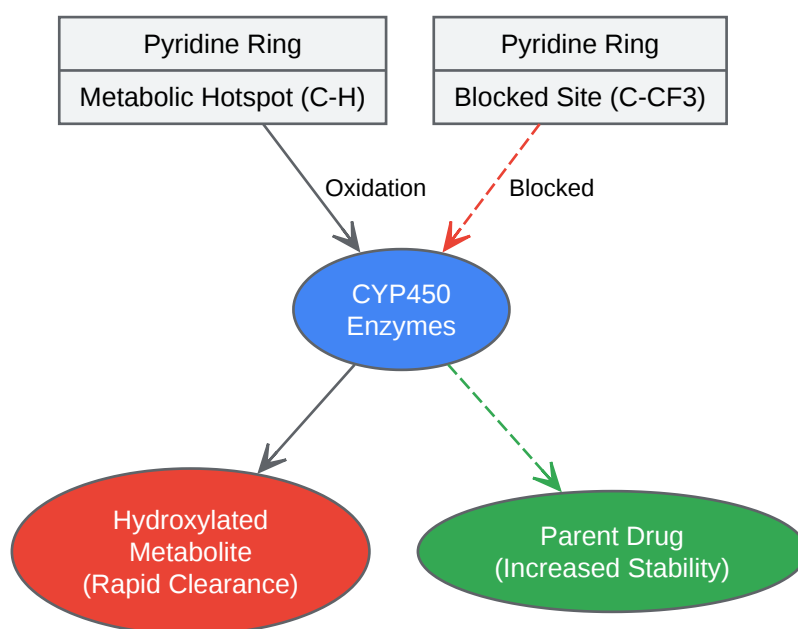 Pyridine Ring
Metabolic Hotspot (C-H)
Pyridine Ring
Blocked Site (C-CF3)
Oxidation
Blocked
CYP450
Enzymes
Hydroxylated
Metabolite
(Rapid Clearance)
Parent Drug
(Increased Stability)